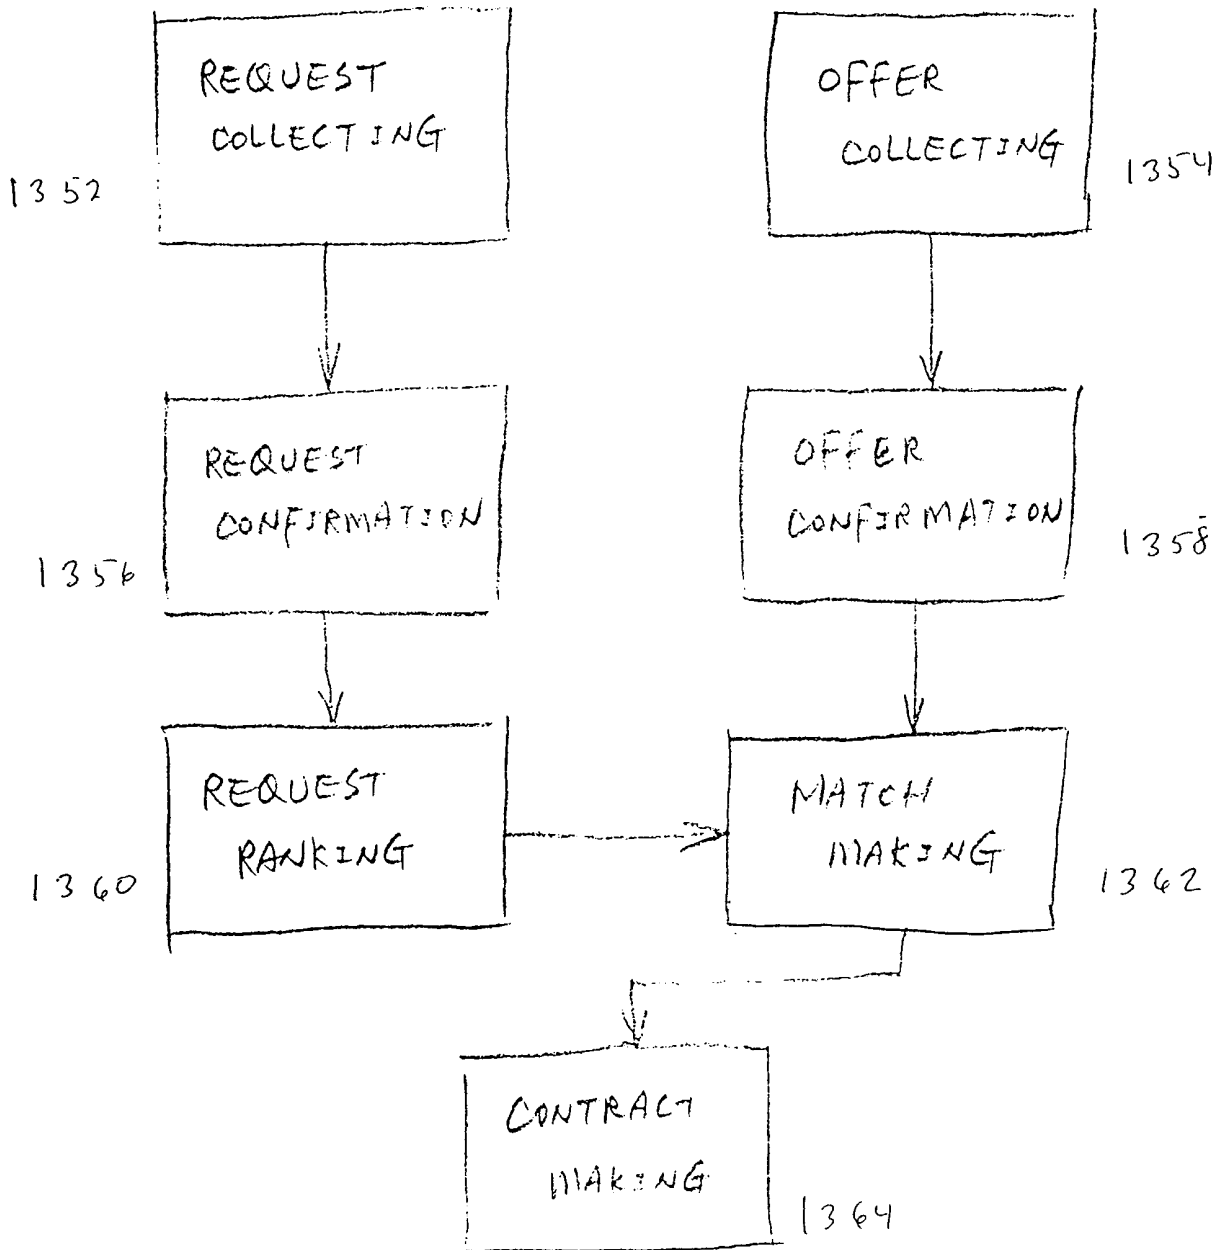 REQUEST
COLLECTING
1352
OFFER
COLLECTING
1354
REQUEST
CONFIRMATION
1356
OFFER
CONFIRMATION
1358
REQUEST
RANKING
1360
MATCH
MAKING
1362
CONTRACT
MAKING
1364